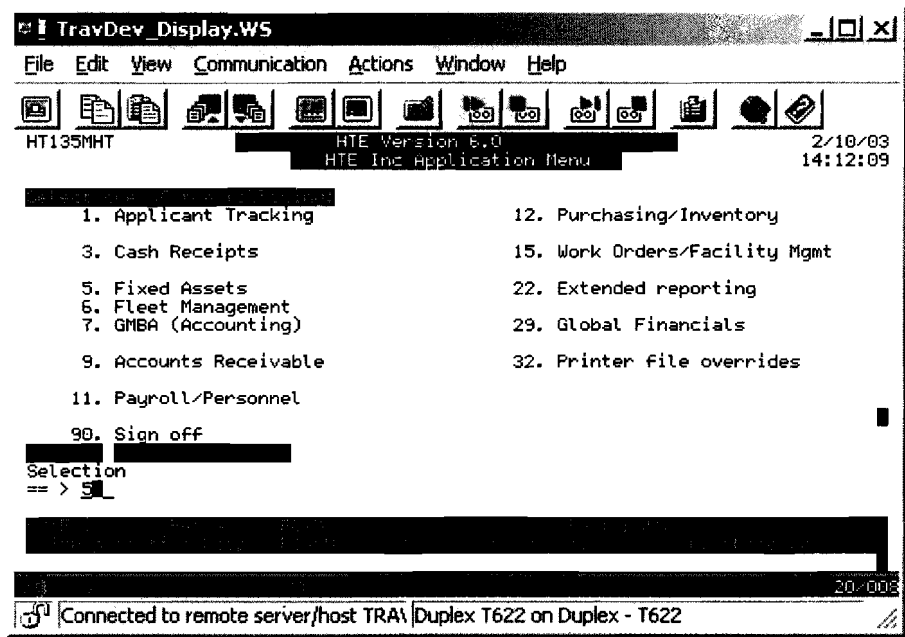 TravDev_Display.WS
File Edit View Communication Actions Window Help
HT135MHT HTE Version 6.0 2/10/03
HTE Inc Application Menu 14:12:09
1. Applicant Tracking 12. Purchasing/Inventory
3. Cash Receipts 15. Work Orders/Facility Mgmt
5. Fixed Assets 22. Extended reporting
6. Fleet Management
7. GMBA (Accounting) 29. Global Financials
9. Accounts Receivable 32. Printer file overrides
11. Payroll/Personnel
90. Sign off
Selection
== > 5
20/008
Connected to remote server/host TRA Duplex T622 on Duplex - T622